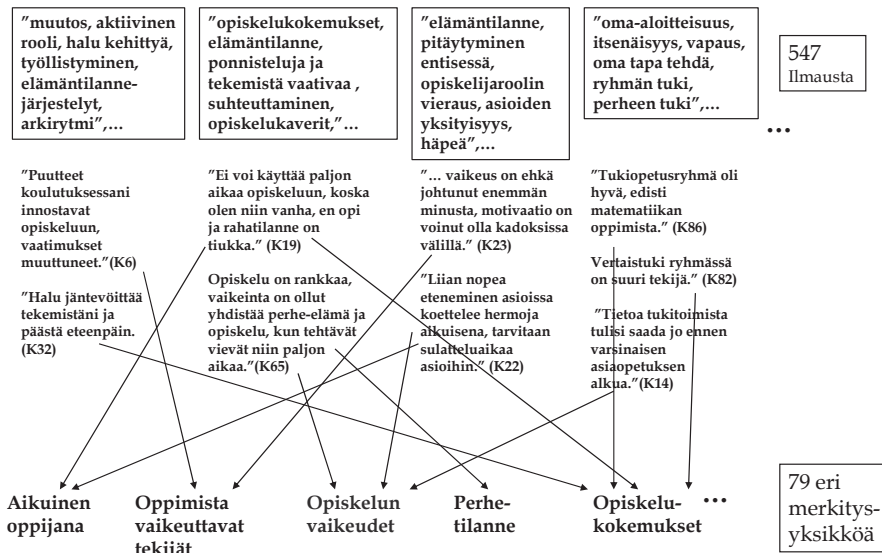 "muutos, aktiivinen
rooli, halu kehittyä,
työllistyminen,
elämäntilanne-
järjestelyt,
arkirytmi",…
"opiskelukokemukset,
elämäntilanne,
ponnisteluja ja
tekemistä vaativaa ,
suhteuttaminen,
opiskelukaverit,"…
"elämäntilanne,
pitäytyminen
entisessä,
opiskelijaroolin
vieraus, asioiden
yksityisyys,
häpeä",…
"oma-aloitteisuus,
itsenäisyys, vapaus,
oma tapa tehdä,
ryhmän tuki,
perheen tuki",…
547
Ilmausta
…
"Puutteet
koulutuksessani
innostavat
opiskeluun,
vaatimukset
muuttuneet."(K6)
"Halu jäntevöittää
tekemistäni ja
päästä eteenpäin.
(K32)
"Ei voi käyttää paljon
aikaa opiskeluun, koska
olen niin vanha, en opi
ja rahatilanne on
tiukka." (K19)
Opiskelu on rankkaa,
vaikeinta on ollut
yhdistää perhe-elämä ja
opiskelu, kun tehtävät
vievät niin paljon
aikaa."(K65)
"… vaikeus on ehkä
johtunut enemmän
minusta, motivaatio on
voinut olla kadoksissa
välillä." (K23)
"Liian nopea
eteneminen asioissa
koettelee hermoja
aikuisena, tarvitaan
sulatteluaikaa
asioihin." (K22)
"Tukiopetusryhmä oli
hyvä, edisti
matematiikan
oppimista." (K86)
Vertaistuki ryhmässä
on suuri tekijä." (K82)
"Tietoa tukitoimista
tulisi saada jo ennen
varsinaisen
asiaopetuksen
alkua."(K14)
Aikuinen
oppijana
Oppimista
vaikeuttavat
tekijät
Opiskelun
vaikeudet
Perhe-
tilanne
Opiskelu-
kokemukset
…
79 eri
merkitys-
yksikköä